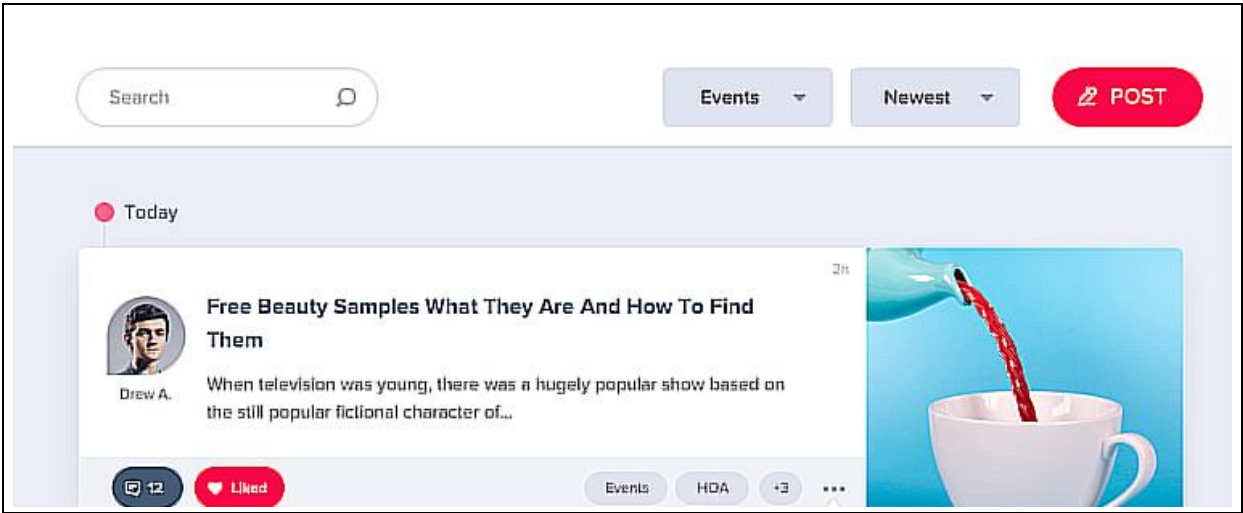 Search
Events
Newest
POST
Today
2h
Free Beauty Samples What They Are And How To Find
Them
Drew A.
When television was young, there was a hugely popular show based on
the still popular fictional character of...
12
Liked
Events
HOA
+3